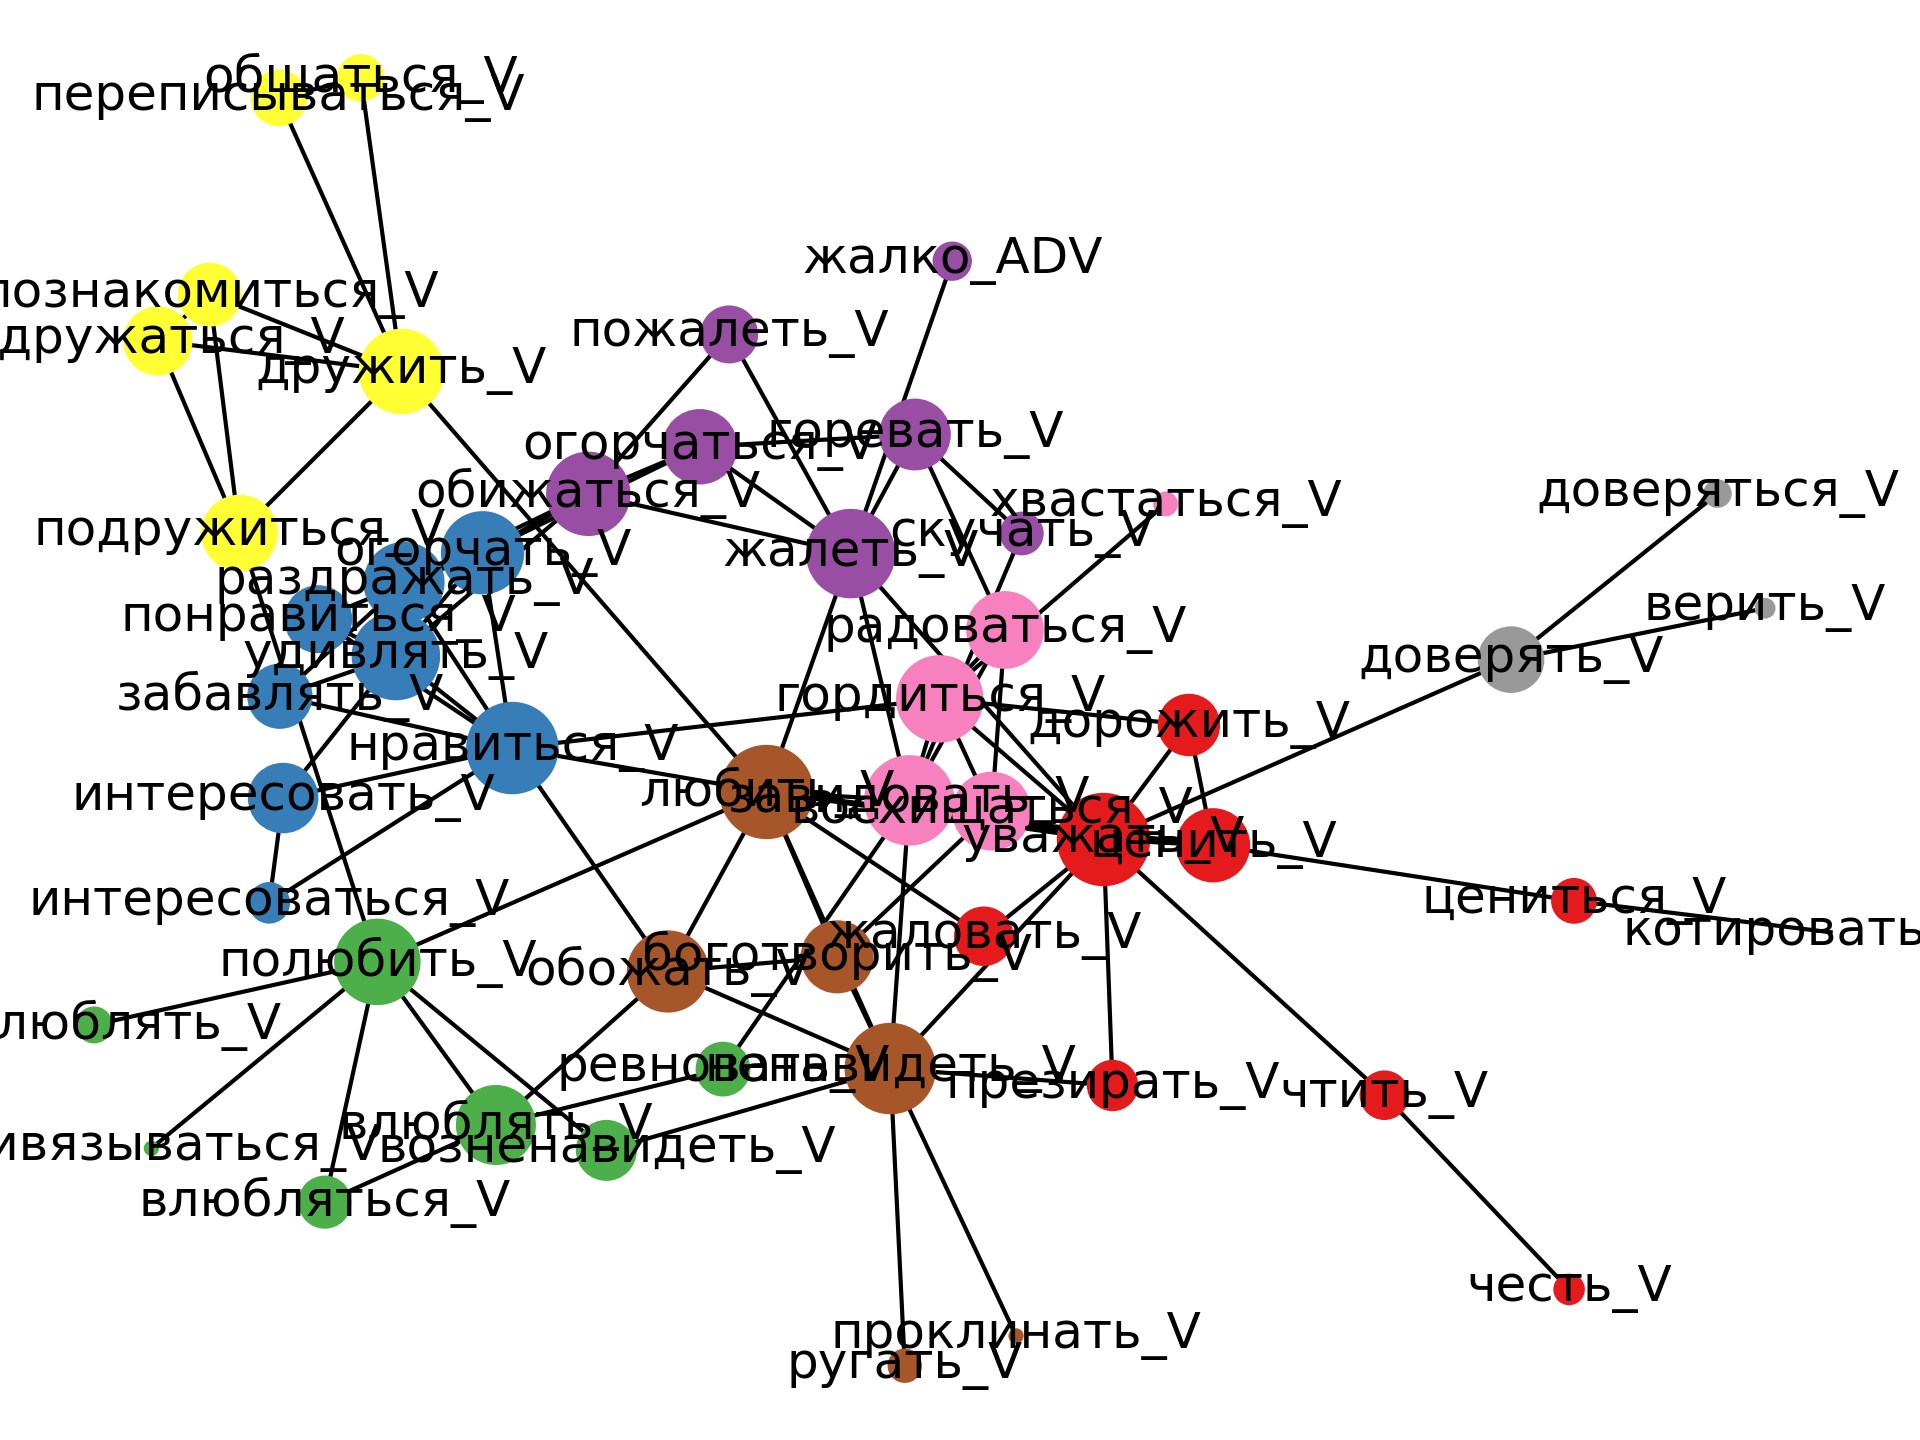 общаться_V
переписываться_V
жалко_ADV
познакомиться_V
пожалеть_V
дружаться_V
дружить_V
горевать_V
огорчаться_V
обижаться_V
доверяться_V
хвастаться_V
подружиться_V
скучать_V
огорчать_V
жалеть_V
раздражать_V
верить_V
понравиться_V
радоваться_V
удивлять_V
доверять_V
забавлять_V
гордиться_V
дорожить_V
нравиться_V
любить_V
завидовать_V
интересовать_V
восхищаться_V
уважать_V
ценить_V
интересоваться_V
цениться_V
котировать
жаловать_V
боготворить_V
полюбить_V
обожать_V
люблять_V
ревновать_V
ненавидеть_V
презирать_V
чтить_V
влюблять_V
ивязываться_V
возненавидеть_V
влюбляться_V
честь_V
проклинать_V
ругать_V